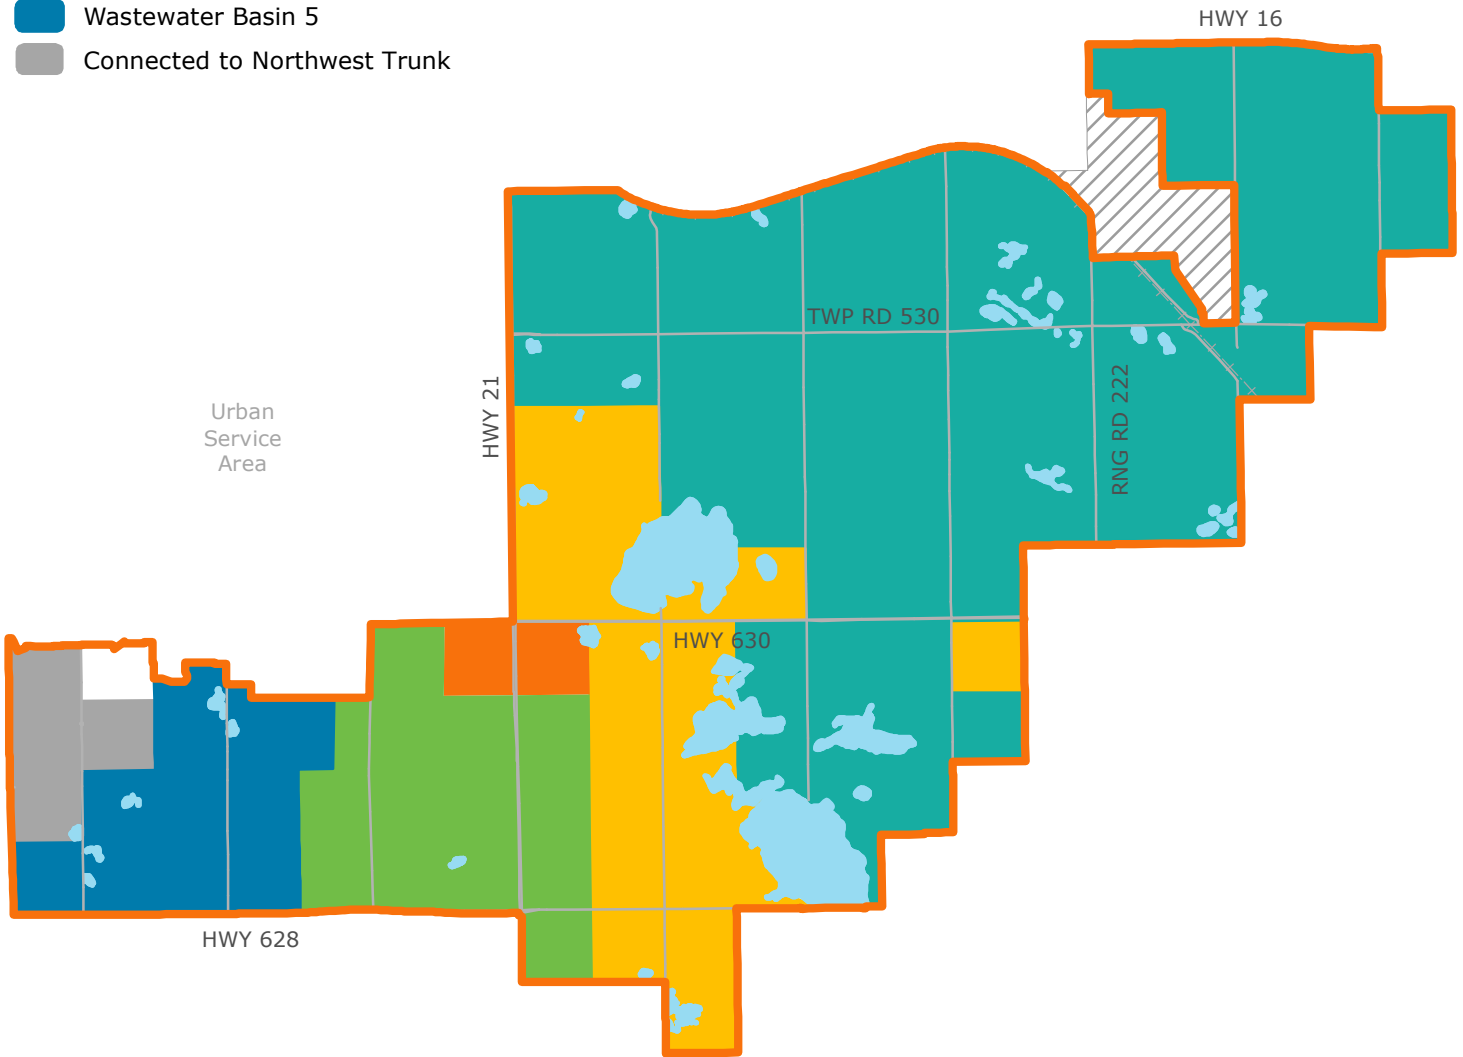 Wastewater Basin 5
Connected to Northwest Trunk
HWY 16
TWP RD 530
HWY 21
RNG RD 222
Urban
Service
Area
HWY 630
HWY 628